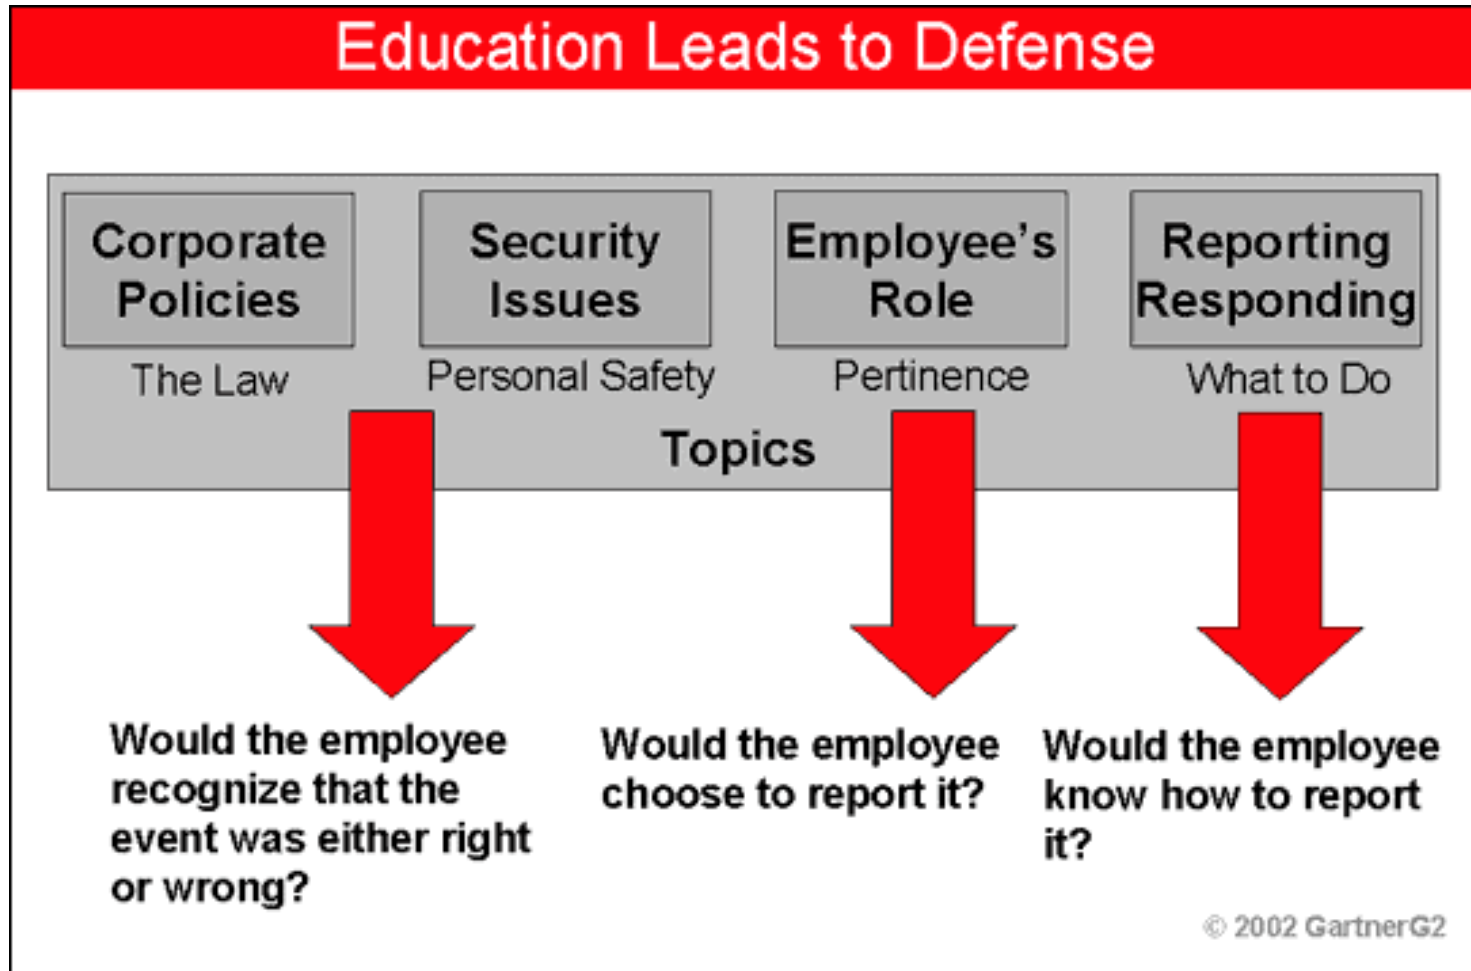 Education Leads to Defense
Corporate
Policies
The Law
Security
Issues
Personal Safety
Employee's
Role
Pertinence
Reporting
Responding
What to Do
Topics
Would the employee
recognize that the
event was either right
or wrong?
Would the employee
choose to report it?
Would the employee
know how to report
it?
© 2002 GartnerG2